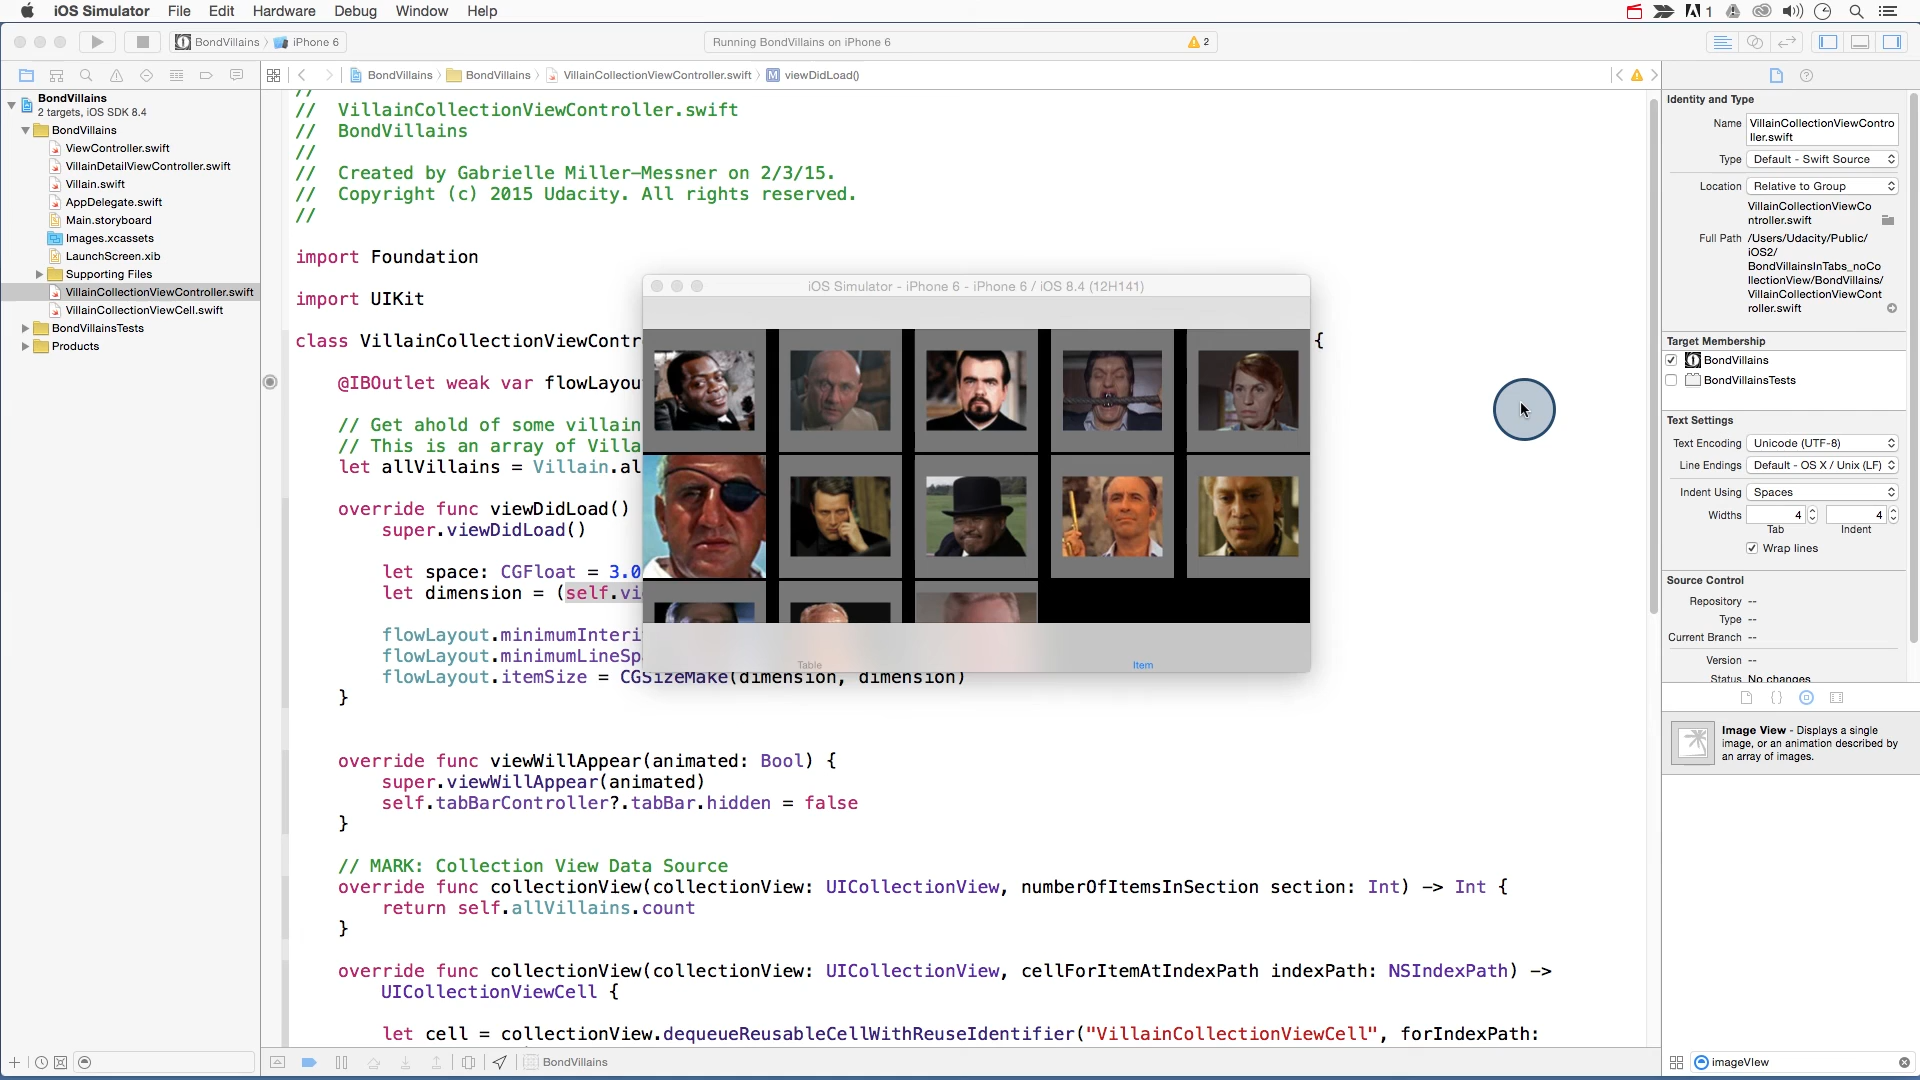 iOS Simulator File Edit Hardware Debug Window Help
1
BondVillains iPhone 6
Running BondVillains on iPhone 6
2
BondVillains BondVillains VillainCollectionViewController.swift M viewDidLoad()
BondVillains
2 targets, iOS SDK 8.4
BondVillains
ViewController.swift
VillainDetailViewController.swift
Villain.swift
AppDelegate.swift
Main.storyboard
Images.xcassets
LaunchScreen.xib
Supporting Files
VillainCollectionViewController.swift
VillainCollectionViewCell.swift
BondVillainsTests
Products
//
// VillainCollectionViewController.swift
// BondVillains
//
// Created by Gabrielle Miller-Messner on 2/3/15.
// Copyright (c) 2015 Udacity. All rights reserved.
//
import Foundation
import UIKit
class VillainCollectionViewContr
{
@IBOutlet weak var flowLayou
// Get ahold of some villain
// This is an array of Villa
let allVillains = Villain.al
override func viewDidLoad()
super.viewDidLoad()
let space: CGFloat = 3.0
let dimension = (self.vi
flowLayout.minimumInteri
flowLayout.minimumLineSp
flowLayout.itemSize = CGSizeMake(dimension, dimension)
}
override func viewWillAppear(animated: Bool) {
super.viewWillAppear(animated)
self.tabBarController?.tabBar.hidden = false
}
// MARK: Collection View Data Source
override func collectionView(collectionView: UICollectionView, numberOfItemsInSection section: Int) -> Int {
return self.allVillains.count
}
override func collectionView(collectionView: UICollectionView, cellForItemAtIndexPath indexPath: NSIndexPath) ->
UICollectionViewCell {
let cell = collectionView.dequeueReusableCellWithReuseIdentifier("VillainCollectionViewCell", forIndexPath:
iOS Simulator - iPhone 6 - iPhone 6 / iOS 8.4 (12H141)
Table
Item
BondVillains
Identity and Type
Name VillainCollectionViewContro
ller.swift
Type Default - Swift Source
Location Relative to Group
VillainCollectionViewCo
ntroller.swift
Full Path /Users/Udacity/Public/
iOS2/
BondVillainsInTabs_noCo
llectionView/BondVillains/
VillainCollectionViewCont
roller.swift
Target Membership
BondVillains
BondVillainsTests
Text Settings
Text Encoding Unicode (UTF-8)
Line Endings Default - OS X / Unix (LF)
Indent Using Spaces
Widths 4 4
Tab Indent
Wrap lines
Source Control
Repository --
Type --
Current Branch --
Version --
Status No changes
{}
Image View - Displays a single
image, or an animation described by
an array of images.
imageVIew